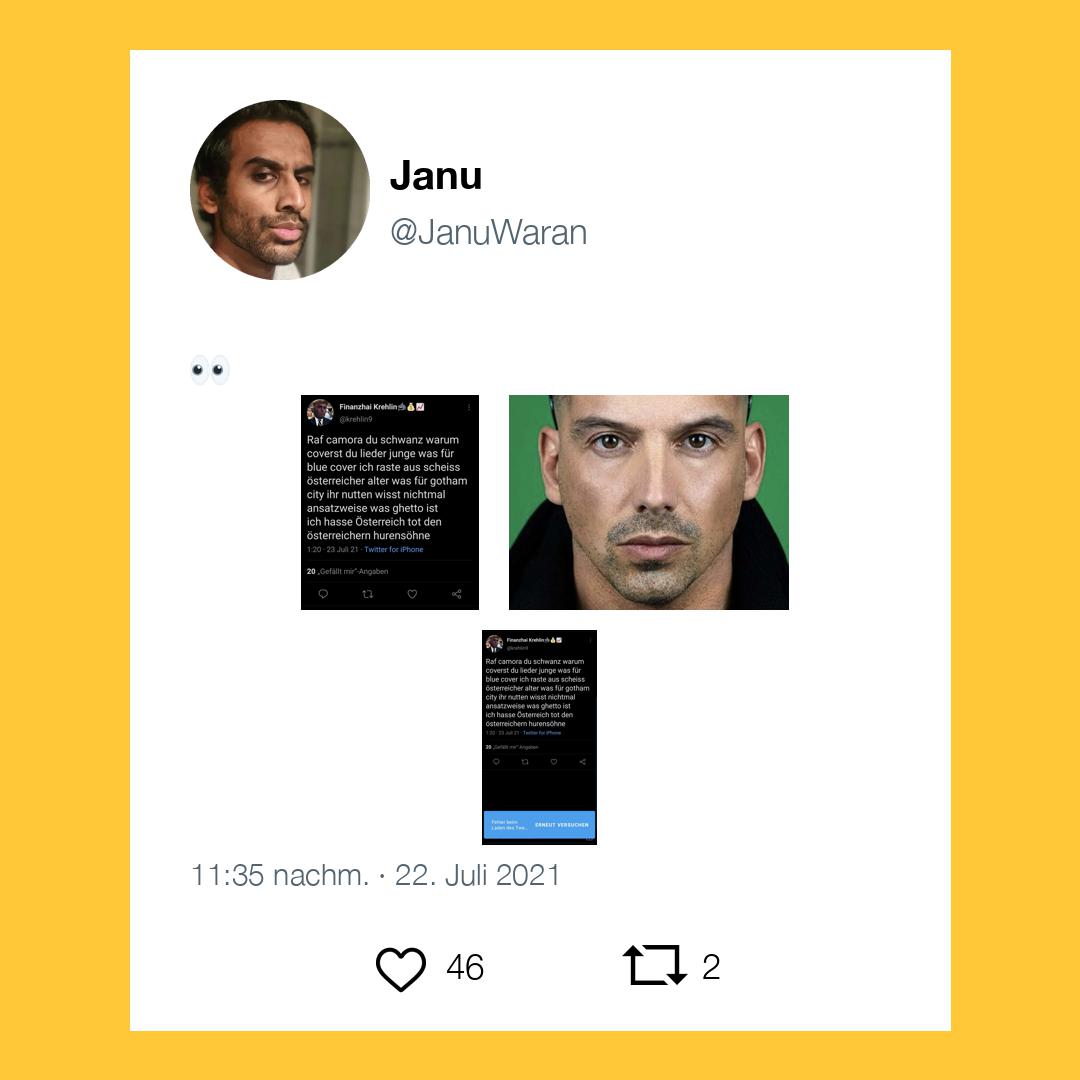 Janu
@JanuWaran
👀
Finanzhai Krehlin🦈💰📈
@krehlin9
Raf camora du schwanz warum
coverst du lieder junge was für
blue cover ich raste aus scheiss
österreicher alter was für gotham
city ihr nutten wisst nichtmal
ansatzweise was ghetto ist
ich hasse Österreich tot den
österreichern hurensöhne
1:20 · 23 Juli 21 · Twitter for iPhone
20 „Gefällt mir“-Angaben
Finanzhai Krehlin🦈💰📈
@krehlin9
Raf camora du schwanz warum
coverst du lieder junge was für
blue cover ich raste aus scheiss
österreicher alter was für gotham
city ihr nutten wisst nichtmal
ansatzweise was ghetto ist
ich hasse Österreich tot den
österreichern hurensöhne
1:20 · 23 Juli 21 · Twitter for iPhone
20 „Gefällt mir“-Angaben
Fehler beim
Laden des Twe...
ERNEUT VERSUCHEN
11:35 nachm. · 22. Juli 2021
46
2